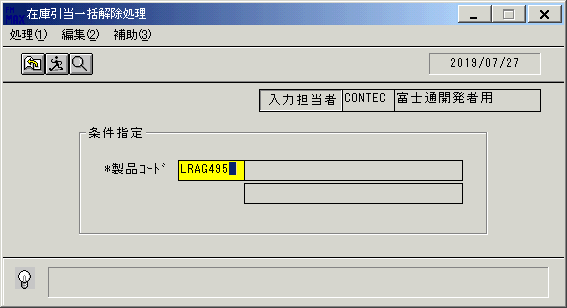 在庫引当一括解除処理
処理(1) 編集(2) 補助(3)
2019/07/27
入力担当者 CONTEC 富士通開発者用
条件指定
*製品ｺｰﾄﾞ LRAG495